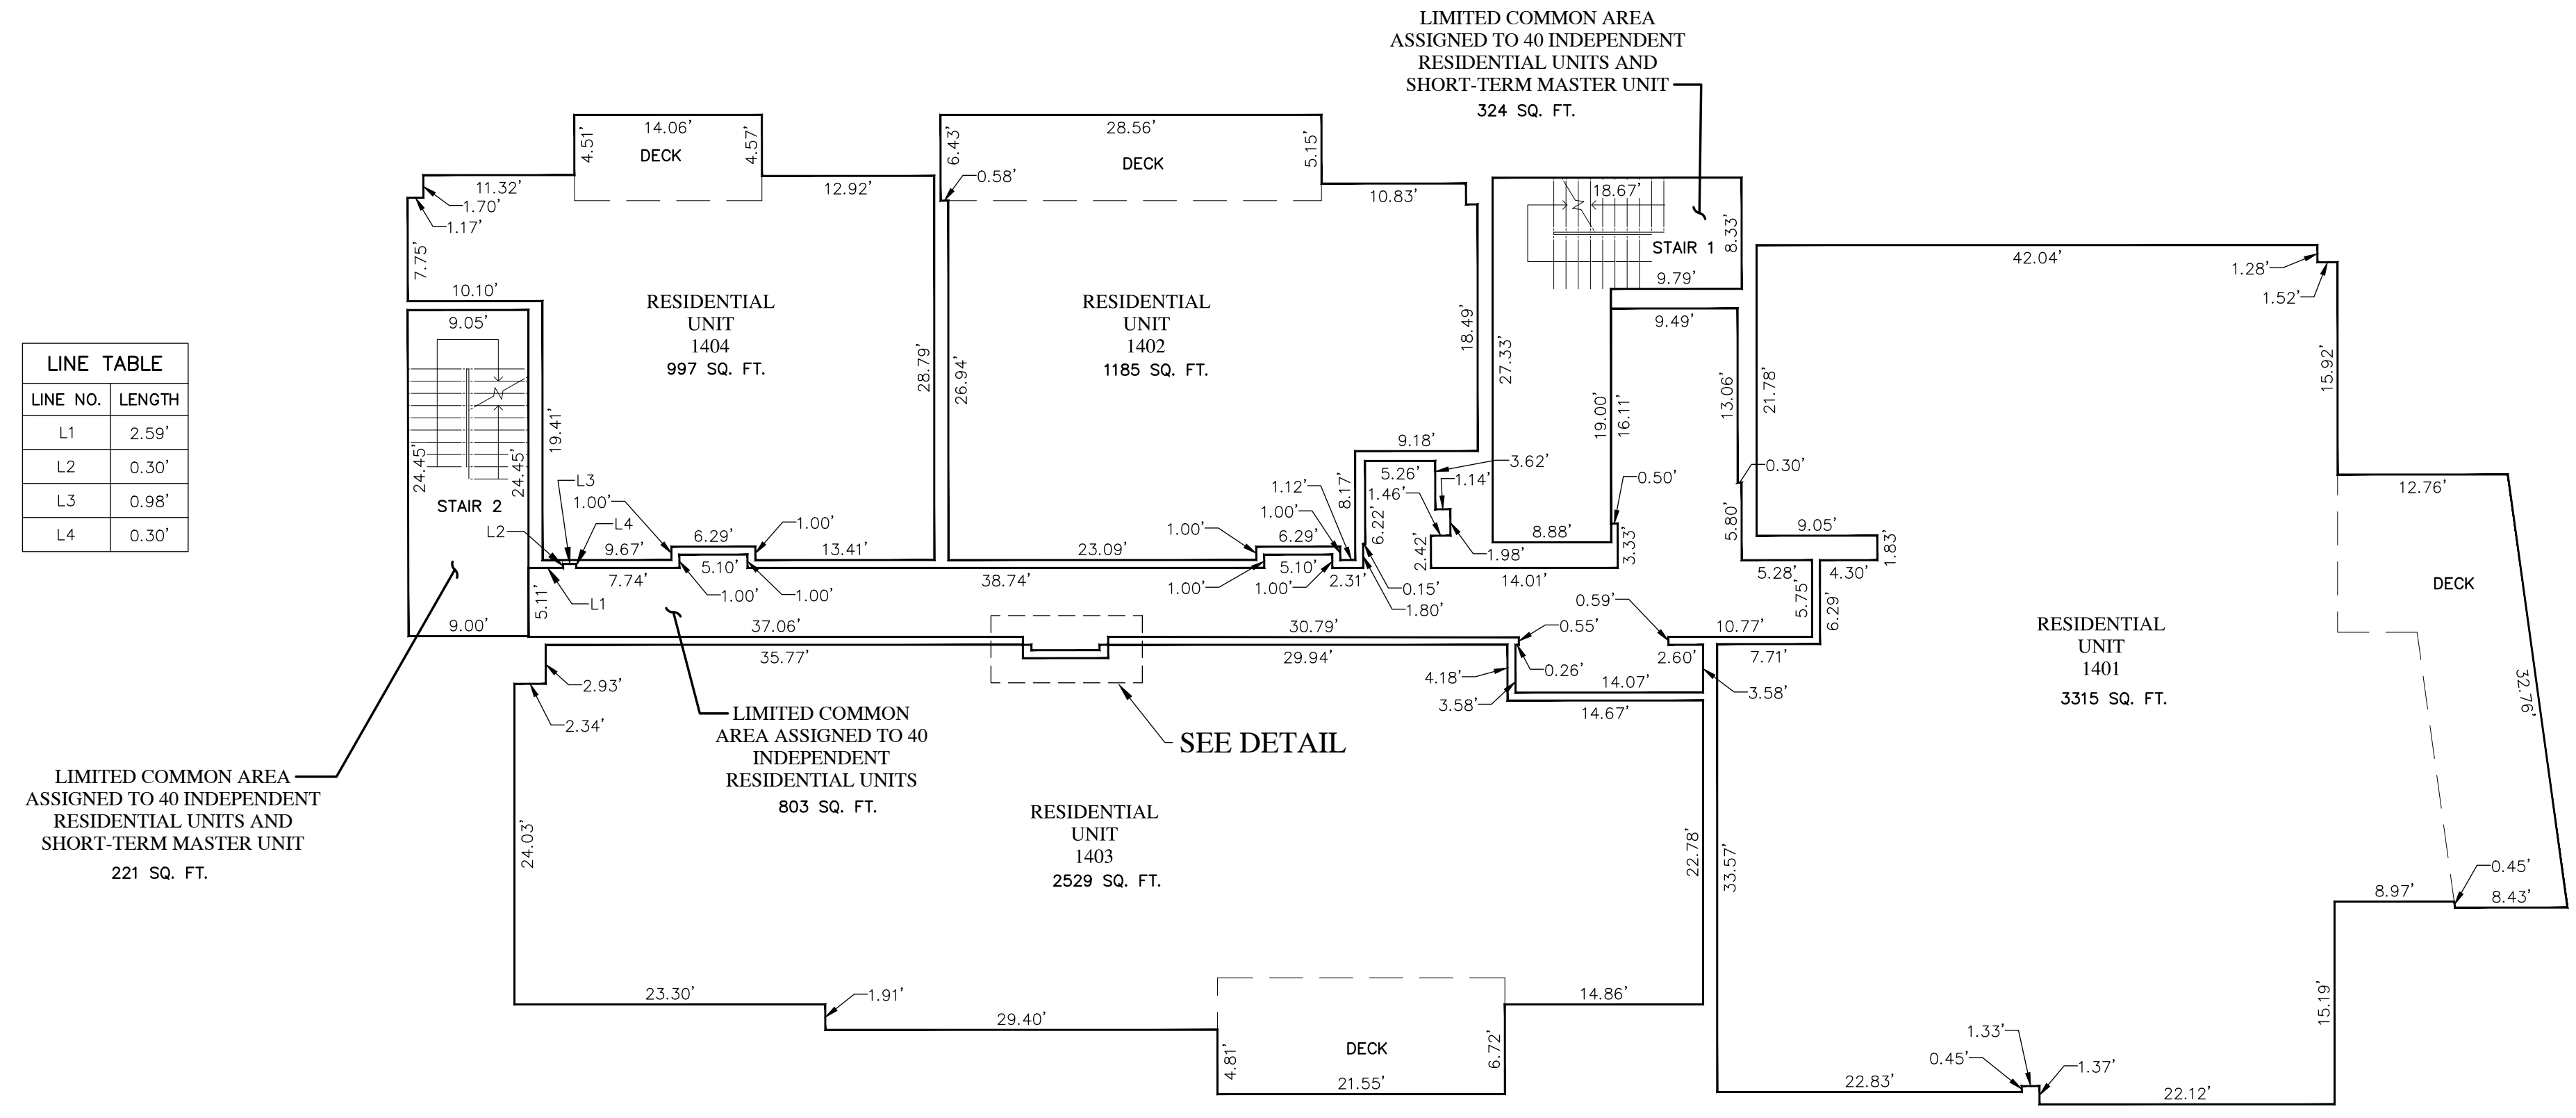 LIMITED COMMON AREA
ASSIGNED TO 40 INDEPENDENT
RESIDENTIAL UNITS AND
SHORT-TERM MASTER UNIT
324 SQ. FT.
14.06’
4.51’
4.57’
DECK
11.32’
1.70’
1.17’
12.92’
7.75’
10.10’
9.05’
RESIDENTIAL
UNIT
1404
997 SQ. FT.
28.79’
19.41’
24.45’
24.45’
STAIR 2
L2
L3
L4
L1
1.00’
6.29’
1.00’
9.67’
13.41’
7.74’
5.10’
1.00’
1.00’
5.11’
9.00’
28.56’
6.43’
5.15’
DECK
0.58’
10.83’
RESIDENTIAL
UNIT
1402
1185 SQ. FT.
26.94’
18.49’
9.18’
8.17’
1.12’
1.00’
1.00’
6.29’
23.09’
38.74’
5.10’
1.00’
1.00’
2.31’
6.22’
5.26’
3.62’
1.14’
1.46’
1.98’
2.42’
0.15’
1.80’
14.01’
18.67’
STAIR 1
8.33’
9.79’
9.49’
27.33’
19.00’
16.11’
13.06’
21.78’
0.50’
0.30’
8.88’
3.33’
5.80’
9.05’
1.83’
5.28’
4.30’
5.75’
6.29’
42.04’
1.28’
1.52’
15.92’
12.76’
DECK
32.76’
RESIDENTIAL
UNIT
1401
3315 SQ. FT.
0.45’
8.97’
8.43’
15.19’
1.33’
0.45’
1.37’
22.83’
22.12’
33.57’
LINE TABLE
LINE NO. LENGTH
L1 2.59’
L2 0.30’
L3 0.98’
L4 0.30’
37.06’
30.79’
0.55’
0.59’
10.77’
35.77’
29.94’
0.26’
2.60’
7.71’
4.18’
3.58’
14.07’
3.58’
14.67’
2.93’
2.34’
SEE DETAIL
LIMITED COMMON
AREA ASSIGNED TO 40
INDEPENDENT
RESIDENTIAL UNITS
803 SQ. FT.
LIMITED COMMON AREA
ASSIGNED TO 40 INDEPENDENT
RESIDENTIAL UNITS AND
SHORT-TERM MASTER UNIT
221 SQ. FT.
RESIDENTIAL
UNIT
1403
2529 SQ. FT.
24.03’
22.78’
23.30’
1.91’
29.40’
14.86’
4.81’
DECK
6.72’
21.55’